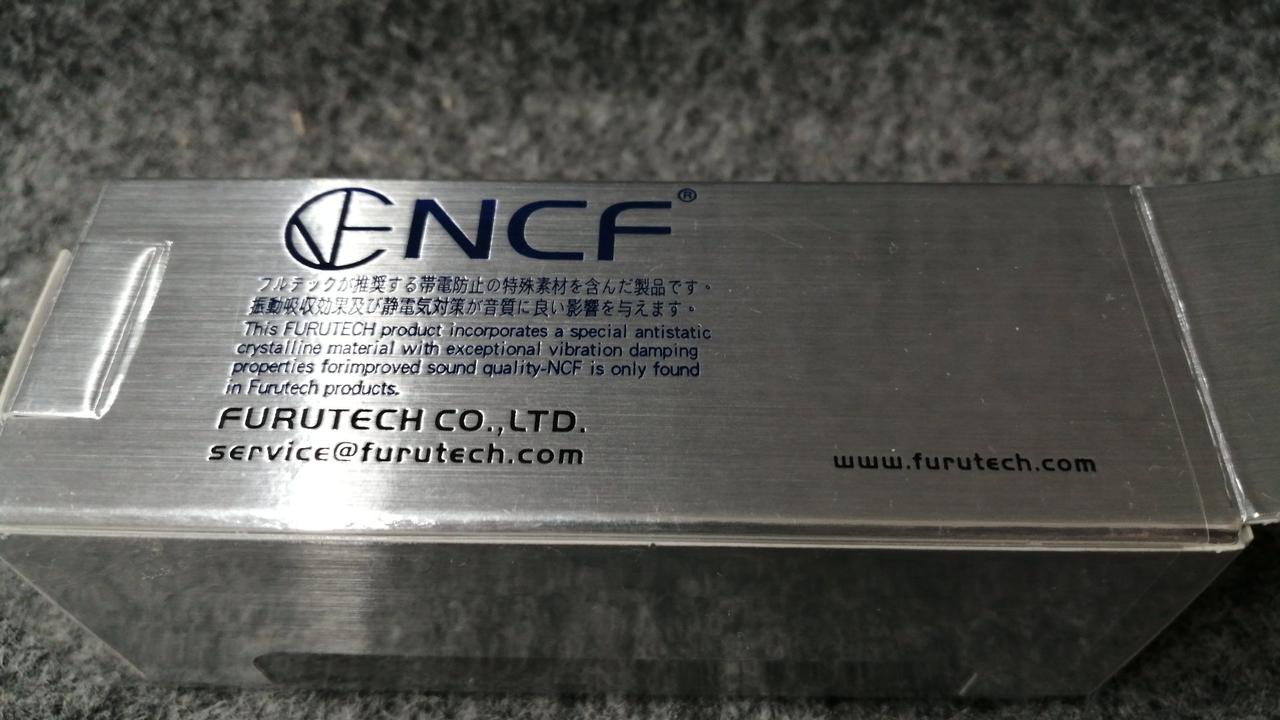 NCF®
フルテックが推奨する帯電防止の特殊素材を含んだ製品です。
振動吸収効果及び静電気対策が音質に良い影響を与えます。
This FURUTECH product incorporates a special antistatic
crystalline material with exceptional vibration damping
properties forimproved sound quality-NCF is only found
in Furutech products.
FURUTECH CO.,LTD.
service@furutech.com
www.furutech.com